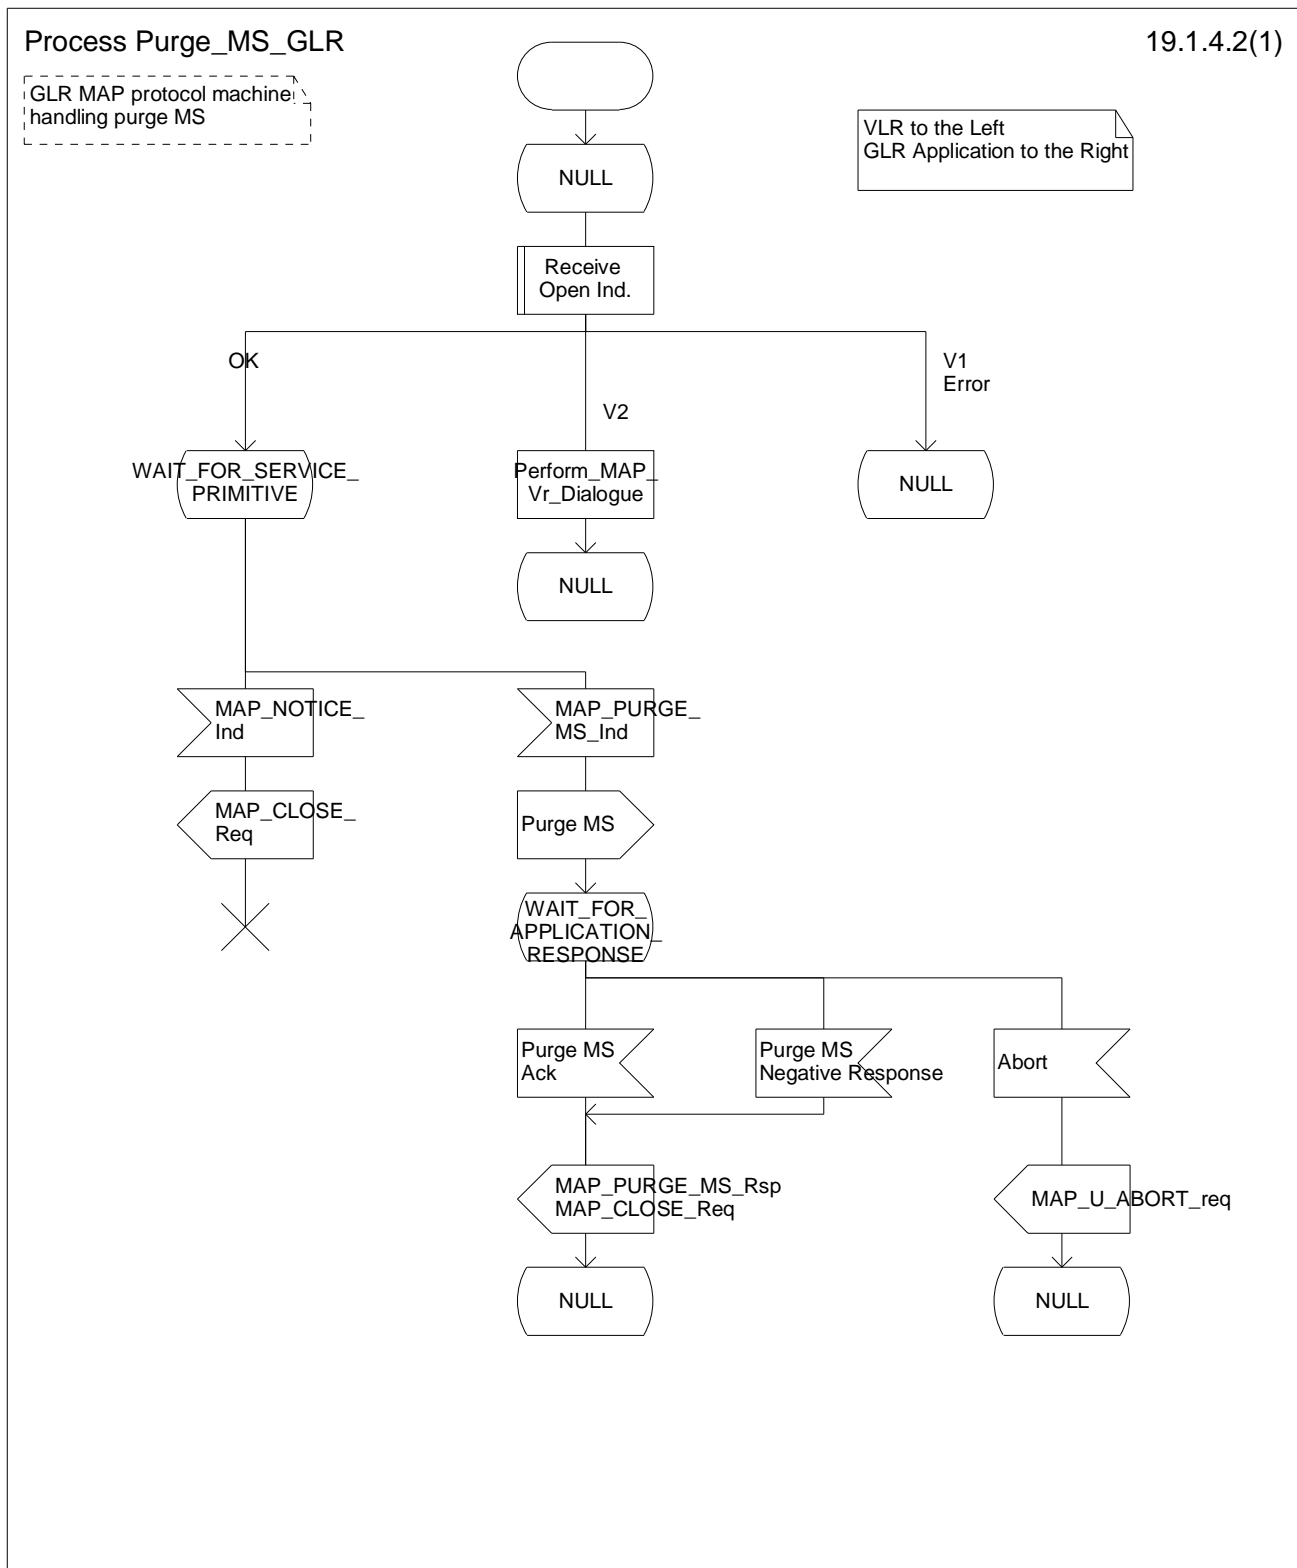 Process Purge_MS_GLR
19.1.4.2(1)
GLR MAP protocol machine
handling purge MS
VLR to the Left
GLR Application to the Right
NULL
Receive
Open Ind.
OK
V2
V1
Error
WAIT_FOR_SERVICE_
PRIMITIVE
Perform_MAP_
Vr_Dialogue
NULL
NULL
MAP_NOTICE_
Ind
MAP_PURGE_
MS_Ind
MAP_CLOSE_
Req
Purge MS
WAIT_FOR_
APPLICATION_
RESPONSE
Purge MS
Ack
Purge MS
Negative Response
Abort
MAP_PURGE_MS_Rsp
MAP_CLOSE_Req
MAP_U_ABORT_req
NULL
NULL